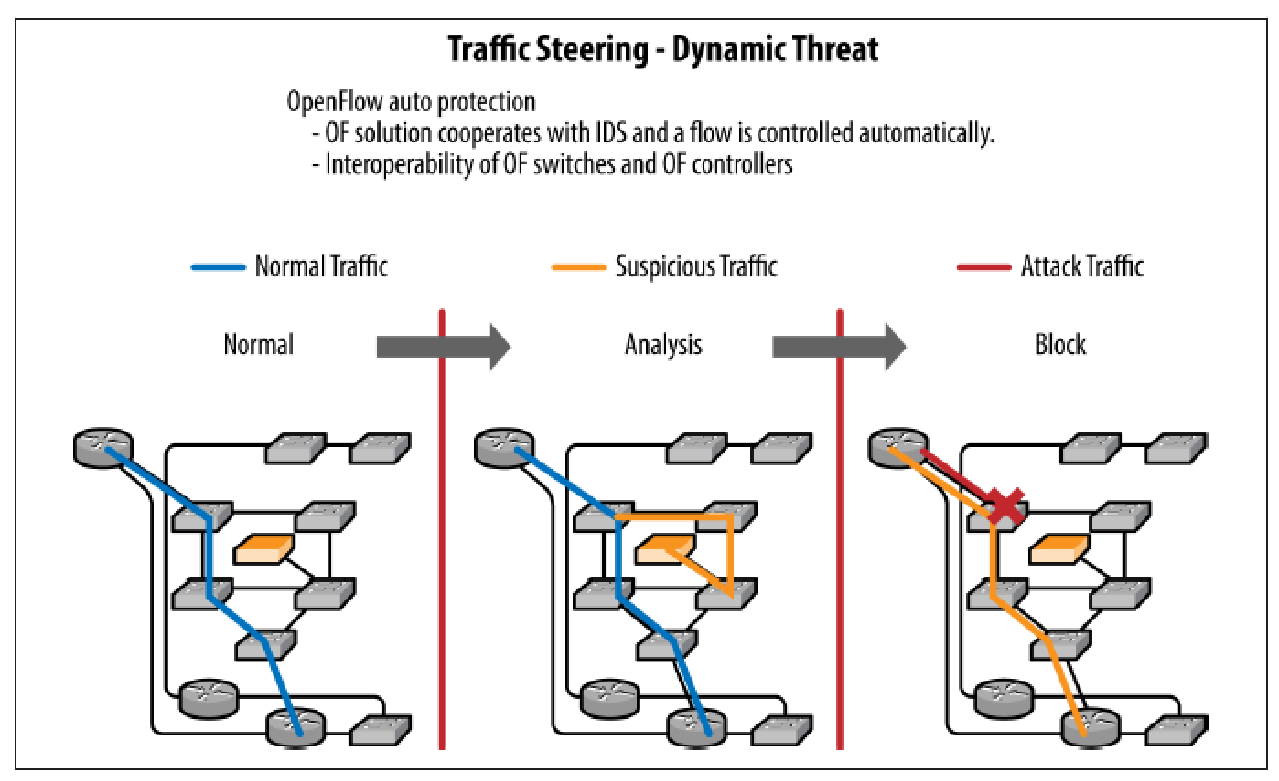 Traffic Steering - Dynamic Threat
OpenFlow auto protection
- OF solution cooperates with IDS and a flow is controlled automatically.
- Interoperability of OF switches and OF controllers
Normal Traffic
Suspicious Traffic
Attack Traffic
Normal
Analysis
Block